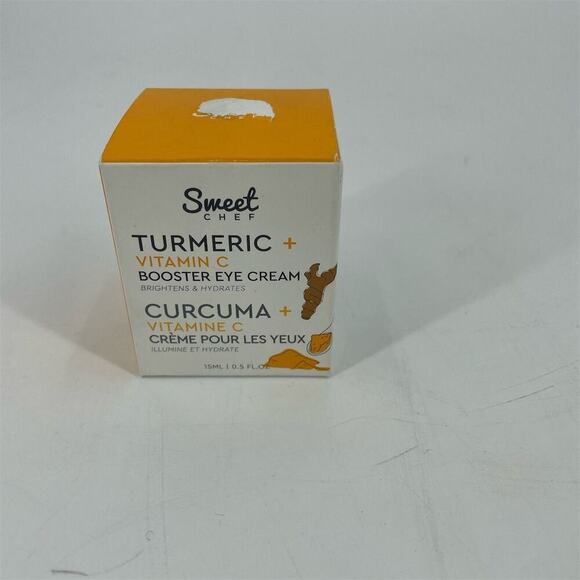 Sweet
CHEF
TURMERIC +
VITAMIN C
BOOSTER EYE CREAM
BRIGHTENS & HYDRATES
CURCUMA +
VITAMINE C
CRÈME POUR LES YEUX
ILLUMINE ET HYDRATE
15ML | 0.5 FL.OZ